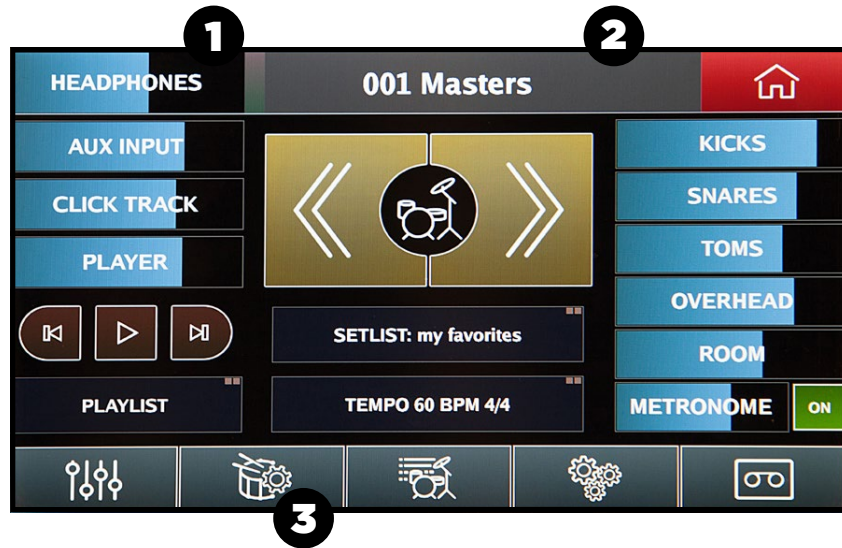 1
2
HEADPHONES
001 Masters
AUX INPUT
KICKS
CLICK TRACK
SNARES
PLAYER
TOMS
OVERHEAD
SETLIST: my favorites
ROOM
PLAYLIST
TEMPO 60 BPM 4/4
METRONOME
ON
3